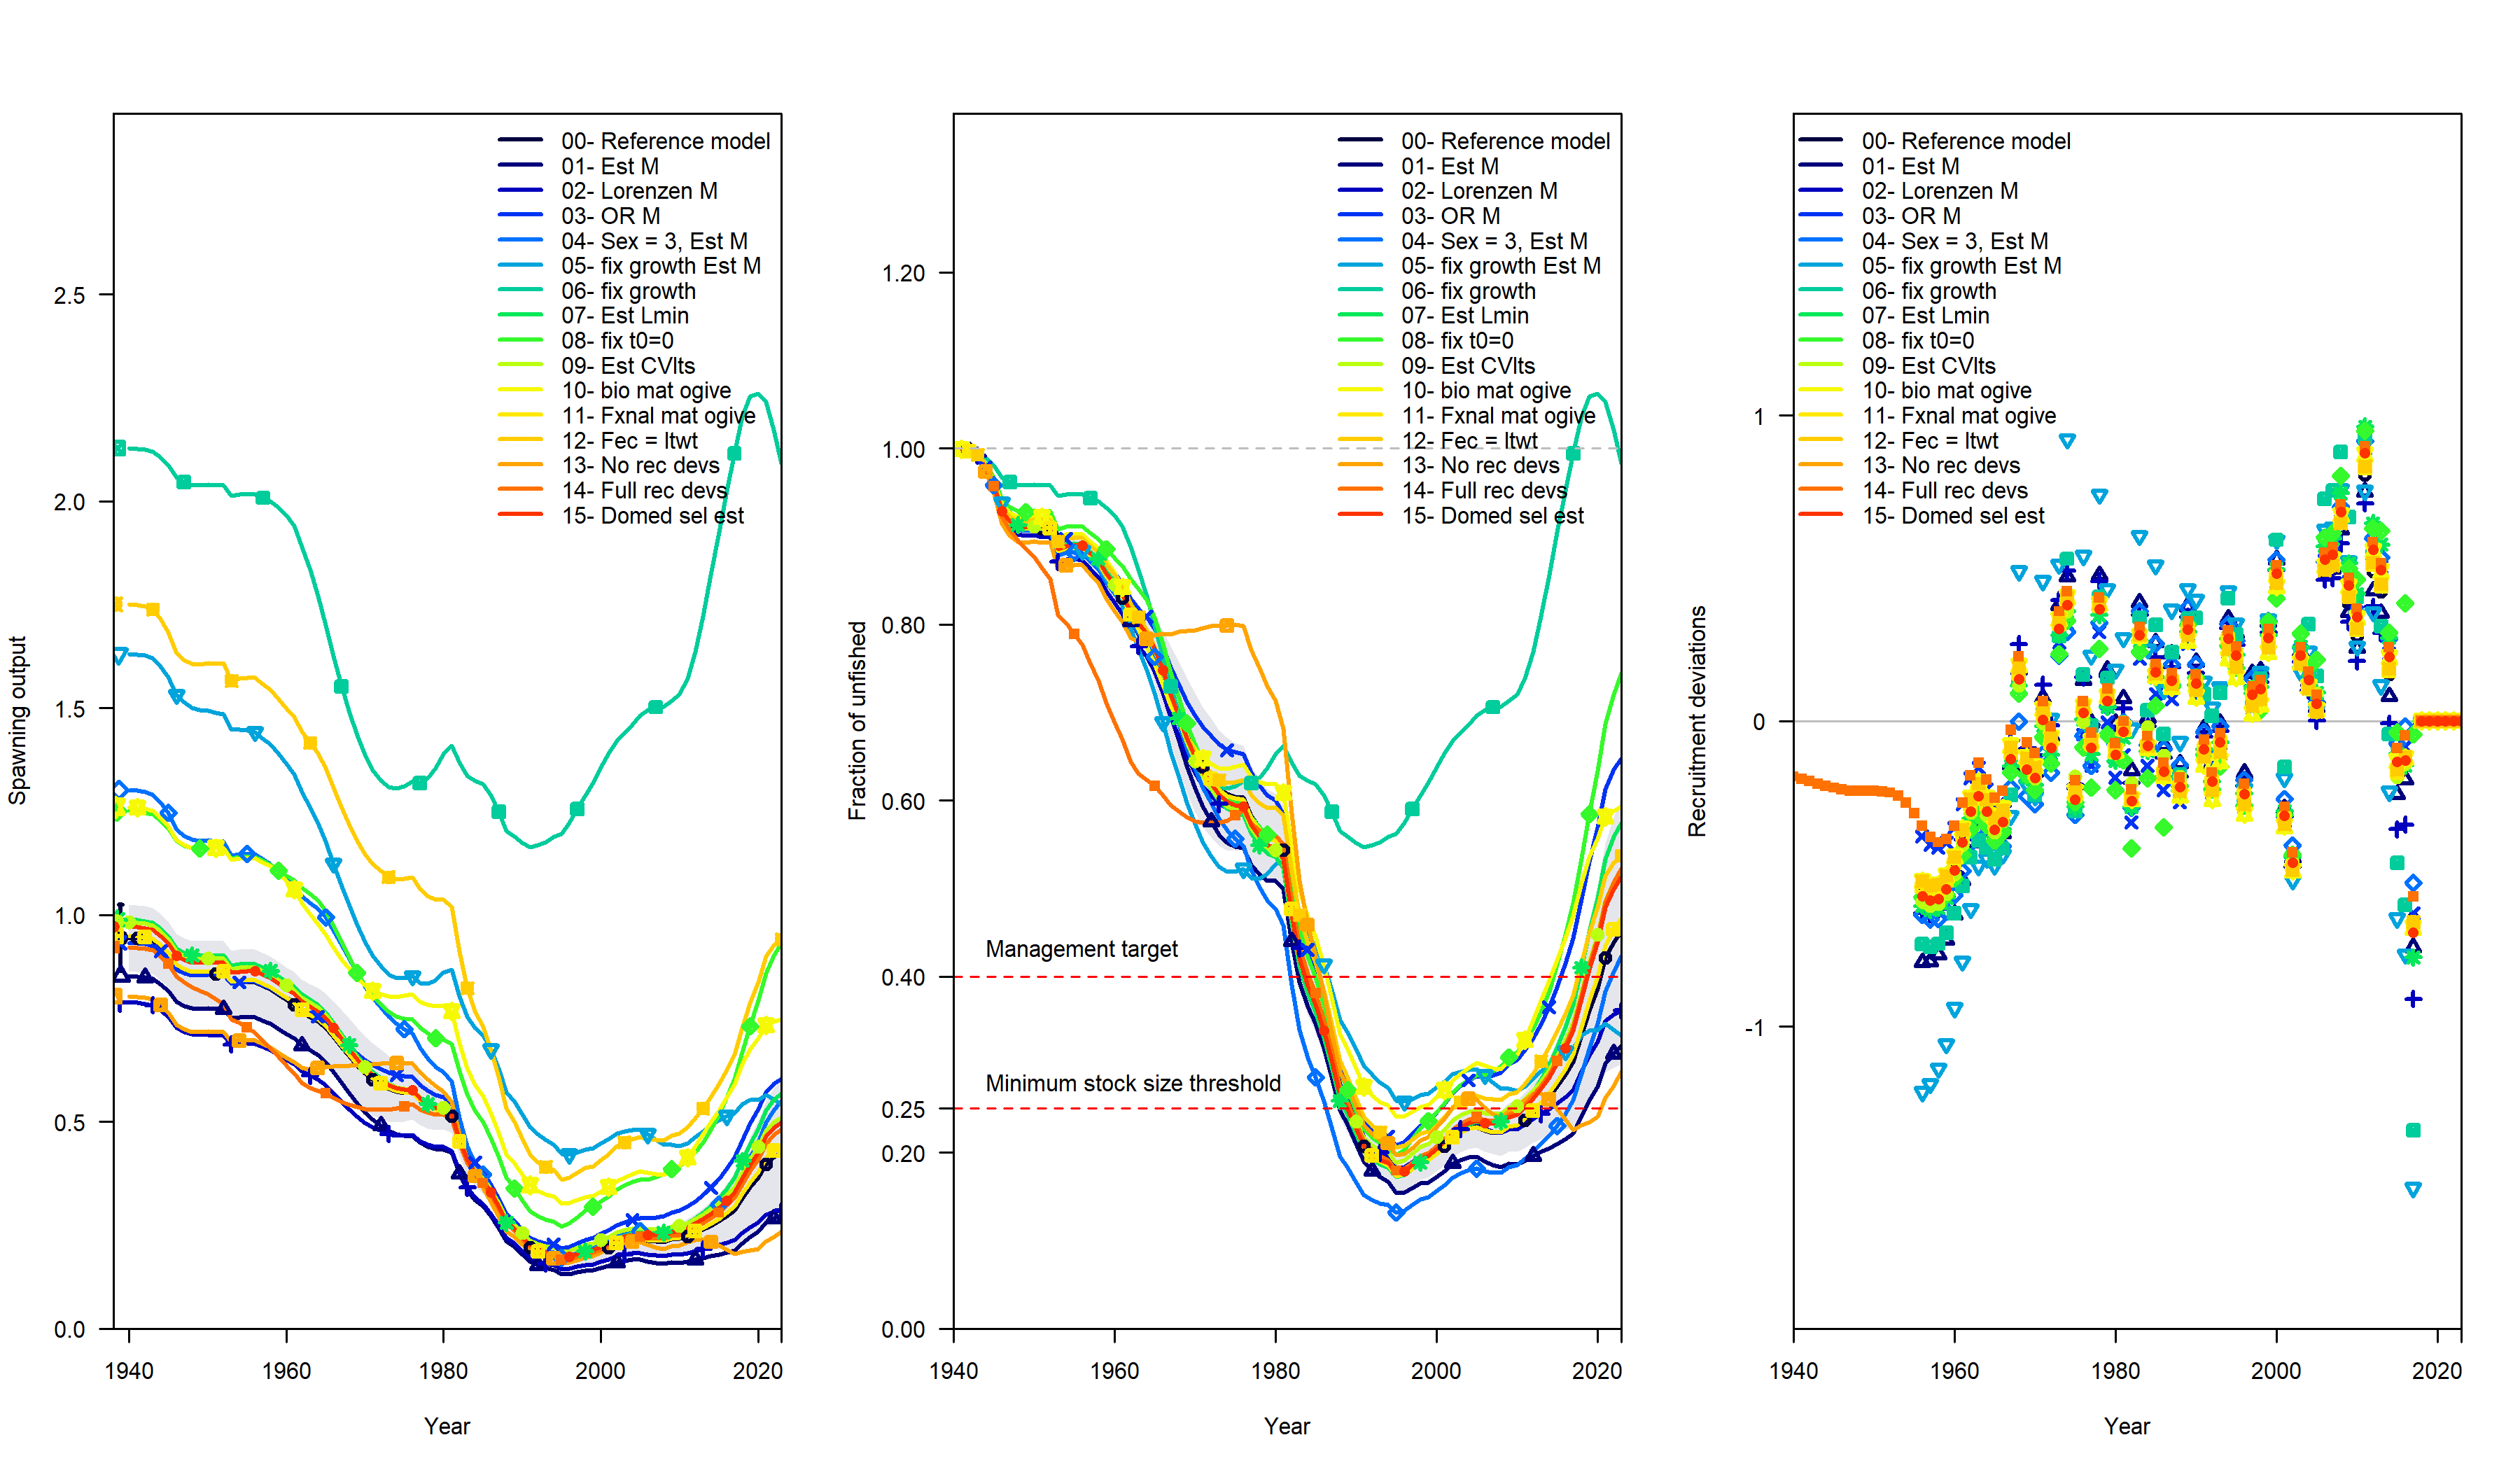 Spawning output
2.5
2.0
1.5
1.0
0.5
0.0
1940 1960 1980 2000 2020
Year
00- Reference model
01- Est M
02- Lorenzen M
03- OR M
04- Sex = 3, Est M
05- fix growth Est M
06- fix growth
07- Est Lmin
08- fix t0=0
09- Est CVlts
10- bio mat ogive
11- Fxnal mat ogive
12- Fec = ltwt
13- No rec devs
14- Full rec devs
15- Domed sel est
Fraction of unfished
1.20
1.00
0.80
0.60
0.40
0.25
0.20
0.00
1940 1960 1980 2000 2020
Year
00- Reference model
01- Est M
02- Lorenzen M
03- OR M
04- Sex = 3, Est M
05- fix growth Est M
06- fix growth
07- Est Lmin
08- fix t0=0
09- Est CVlts
10- bio mat ogive
11- Fxnal mat ogive
12- Fec = ltwt
13- No rec devs
14- Full rec devs
15- Domed sel est
Management target
Minimum stock size threshold
Recruitment deviations
1
0
-1
1940 1960 1980 2000 2020
Year
00- Reference model
01- Est M
02- Lorenzen M
03- OR M
04- Sex = 3, Est M
05- fix growth Est M
06- fix growth
07- Est Lmin
08- fix t0=0
09- Est CVlts
10- bio mat ogive
11- Fxnal mat ogive
12- Fec = ltwt
13- No rec devs
14- Full rec devs
15- Domed sel est